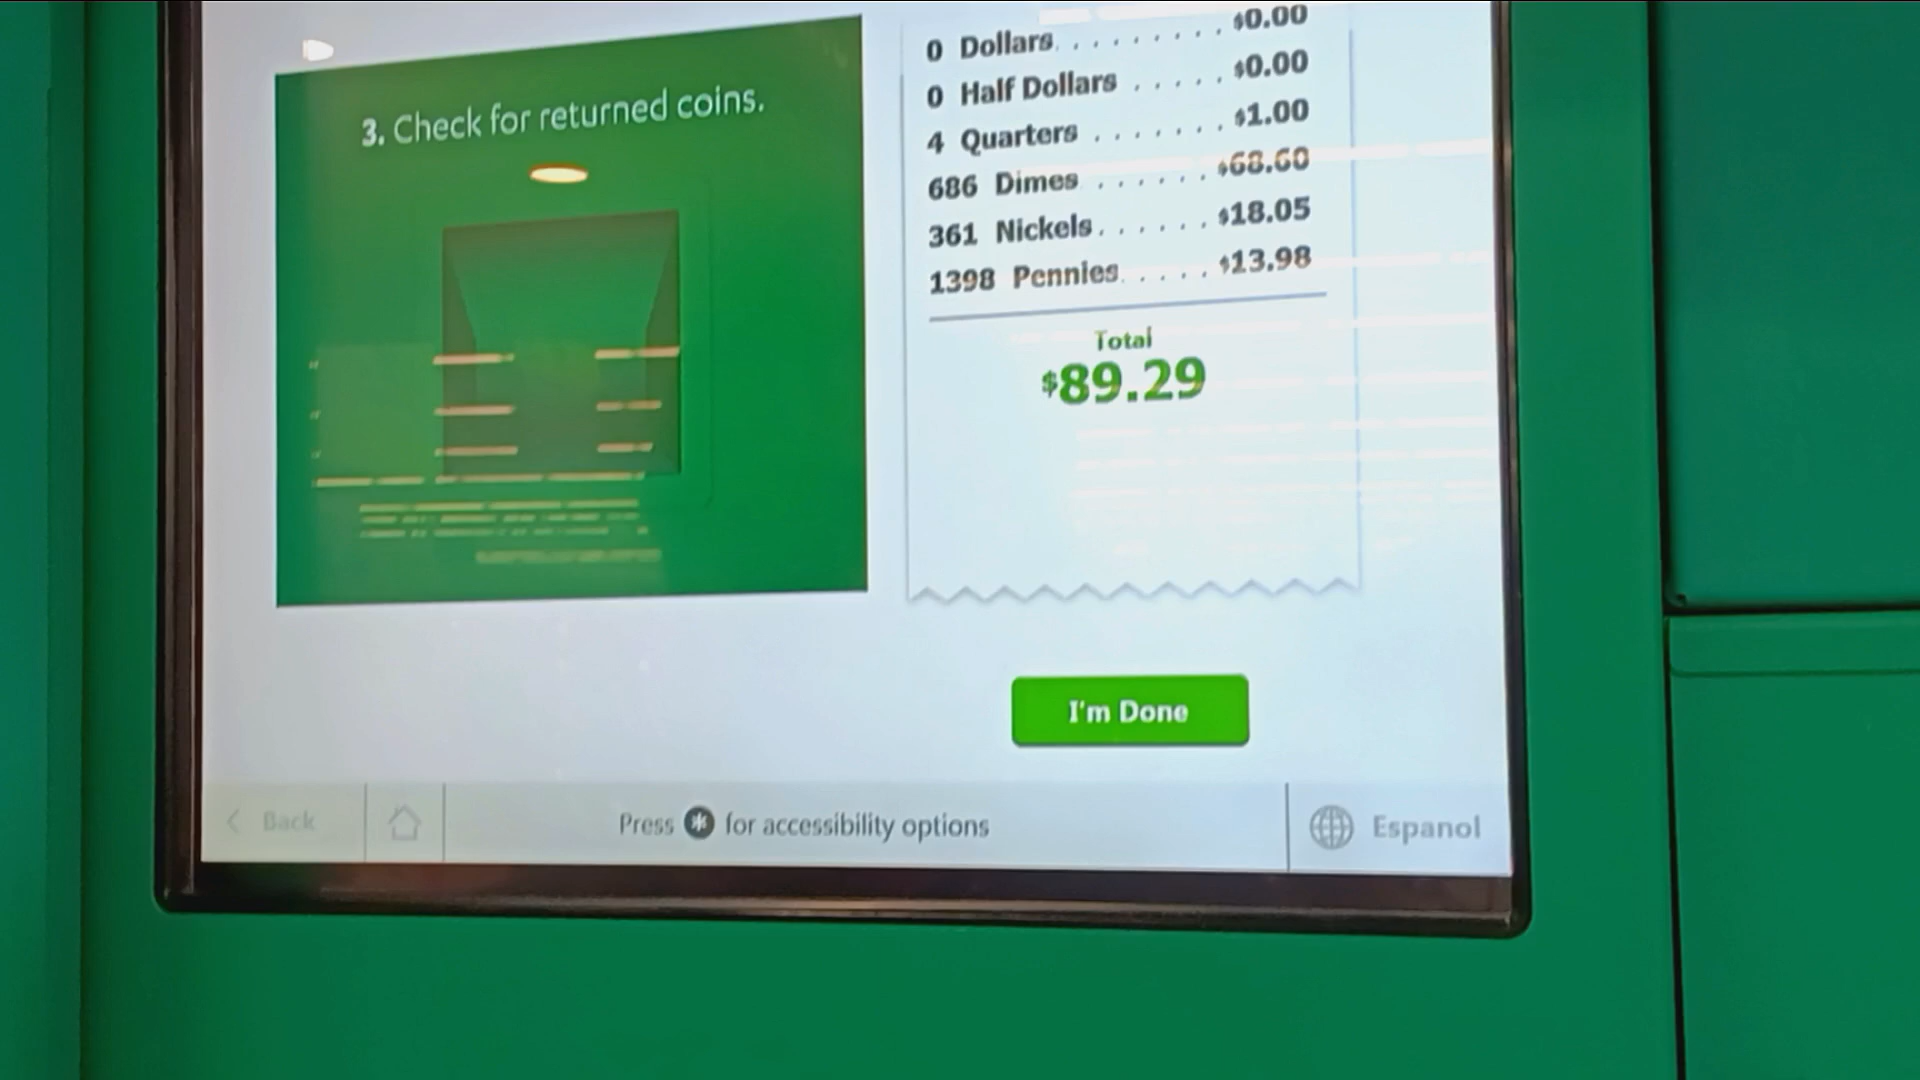 3. Check for returned coins.
0 Dollars. . . . . . . . . . $0.00
0 Half Dollars . . . . . $0.00
4 Quarters . . . . . . . $1.00
686 Dimes . . . . . . $68.60
361 Nickels. . . . . . $18.05
1398 Pennies. . . . . $13.98
Total
$89.29
I'm Done
Back
Press * for accessibility options
Espanol